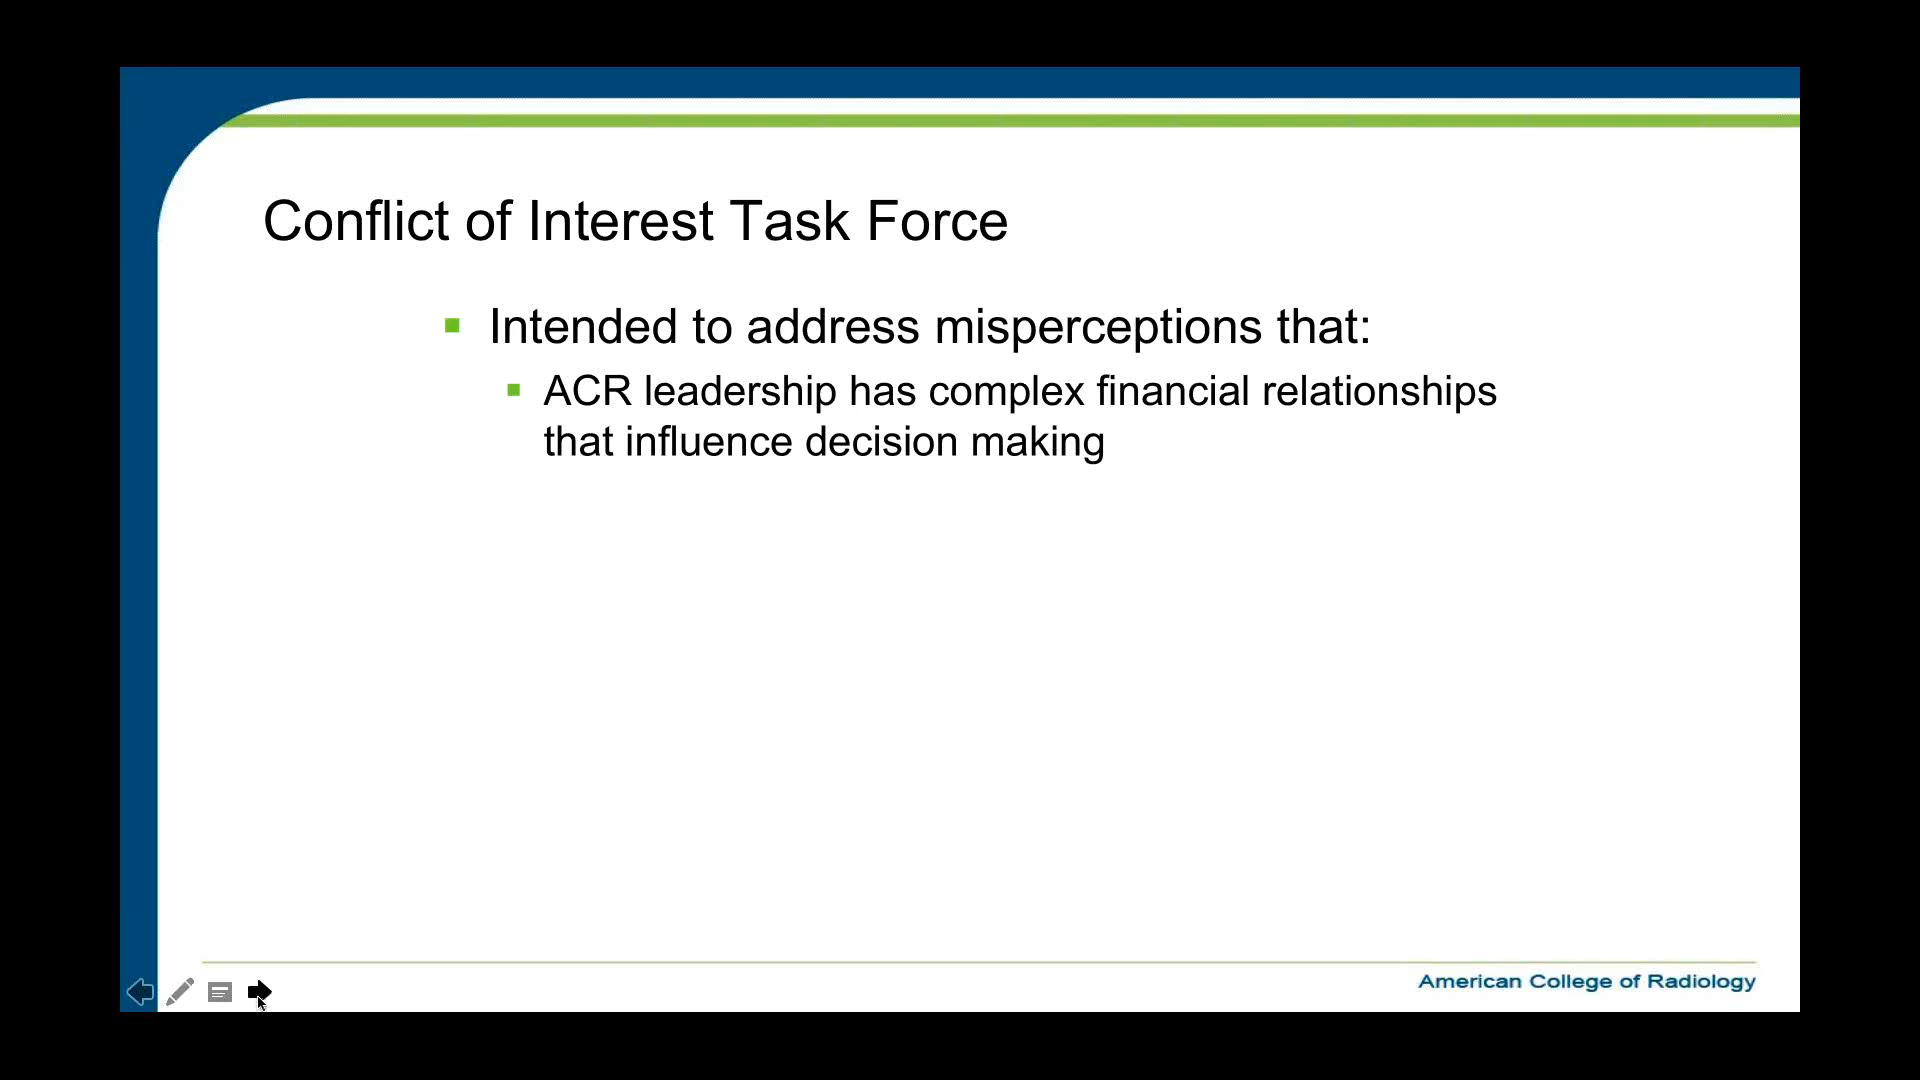 Conflict of Interest Task Force
Intended to address misperceptions that:
ACR leadership has complex financial relationships
that influence decision making
American College of Radiology